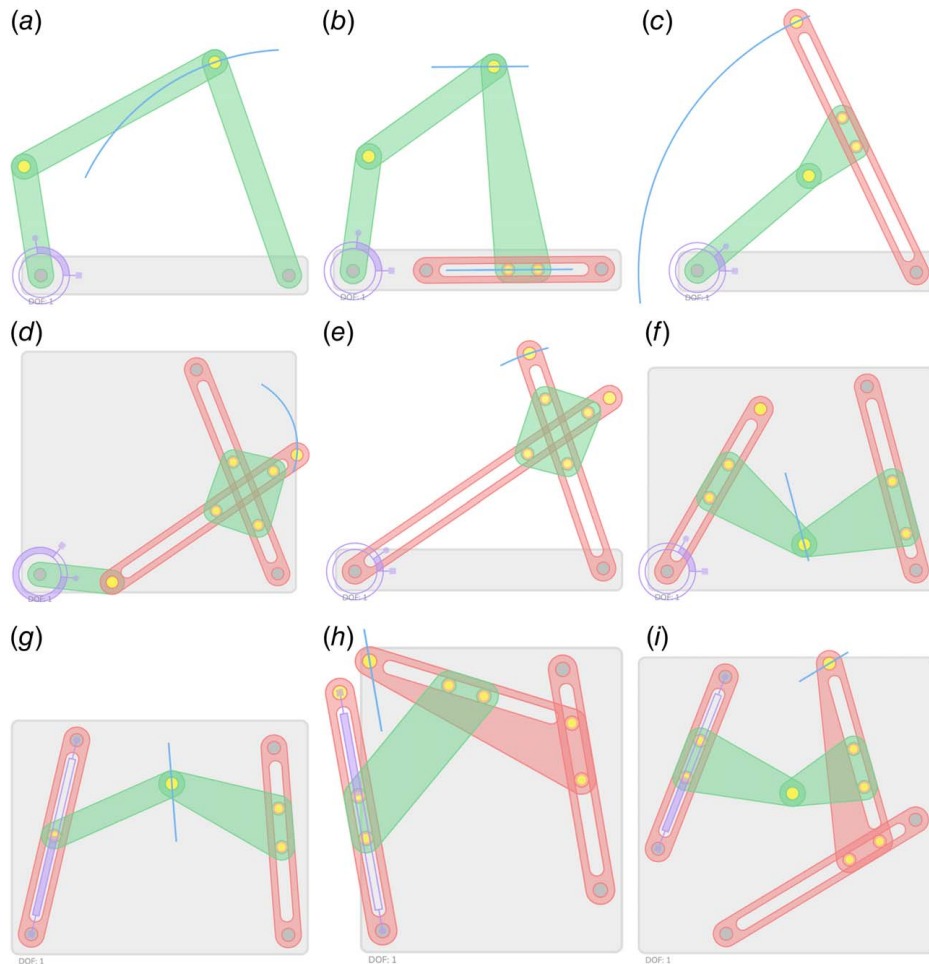 (a) (b) (c)
DOF: 1 DOF: 1 DOF: 1
(d) (e) (f)
DOF: 1 DOF: 1 DOF: 1
(g) (h) (i)
DOF: 1 DOF: 1 DOF: 1